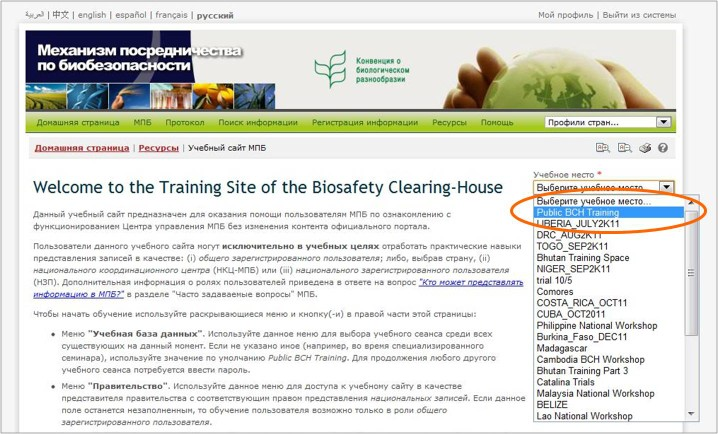 العربية | 中文 | english | español | français | русский
Мой профиль | Выйти из системы
Механизм посредничества
по биобезопасности
Конвенция о
биологическом
разнообразии
Домашняя страница МПБ Протокол Поиск информации Регистрация информации Ресурсы Помощь Профили стран...
Домашняя страница | Ресурсы | Учебный сайт МПБ
Учебное место *
Выберите учебное место...
Welcome to the Training Site of the Biosafety Clearing-House
Данный учебный сайт предназначен для оказания помощи пользователям МПБ по ознакомлению с
функционированием Центра управления МПБ без изменения контента официального портала.
Пользователи данного учебного сайта могут исключительно в учебных целях отработать практические навыки
представления записей в качестве: (i) общего зарегистрированного пользователя; либо, выбрав страну, (ii)
национального координационного центра (НКЦ-МПБ) или (iii) национального зарегистрированного пользователя
(НЗП). Дополнительная информация о ролях пользователей приведена в ответе на вопрос "Кто может представлять
информацию в МПБ?" в разделе "Часто задаваемые вопросы" МПБ.
Чтобы начать обучение используйте раскрывающиеся меню и кнопку(-и) в правой части этой страницы:
• Меню "Учебная база данных". Используйте данное меню для выбора учебного сеанса среди всех
существующих на данный момент. Если не указано иное (например, во время специализированного
семинара), используйте значение по умолчанию Public BCH Training. Для продолжения любого другого
учебного сеанса потребуется ввести пароль.
• Меню "Правительство". Используйте данное меню для доступа к учебному сайту в качестве
представителя правительства с соответствующим правом представления национальных записей. Если данное
поле останется незаполненным, то обучение пользователя возможно только в роли общего
зарегистрированного пользователя.
Выберите учебное место...
Public BCH Training
LIBERIA_JULY2K11
DRC_AUG2K11
TOGO_SEP2K11
Bhutan Training Space
NIGER_SEP2K11
trial 10/5
Comores
COSTA_RICA_OCT11
CUBA_OCT2011
Philippine National Workshop
Burkina_Faso_DEC11
Madagascar
Cambodia BCH Workshop
Bhutan Training Part 3
Catalina Trials
Malaysia National Workshop
BELIZE
Lao National Workshop